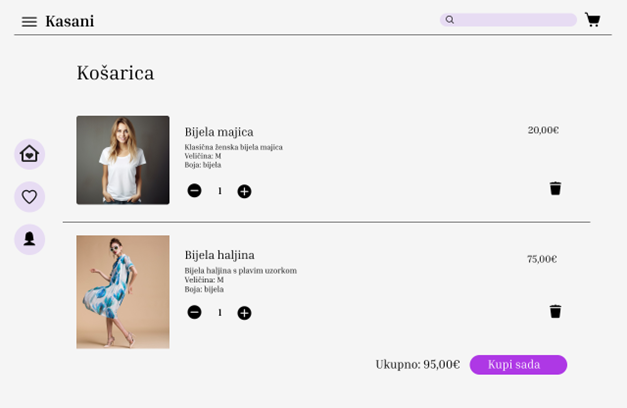 Kasani
Košarica
Bijela majica
20,00€
Klasična ženska bijela majica
Veličina: M
Boja: bijela
1
Bijela haljina
75,00€
Bijela haljina s plavim uzorkom
Veličina: M
Boja: bijela
1
Ukupno: 95,00€ Kupi sada